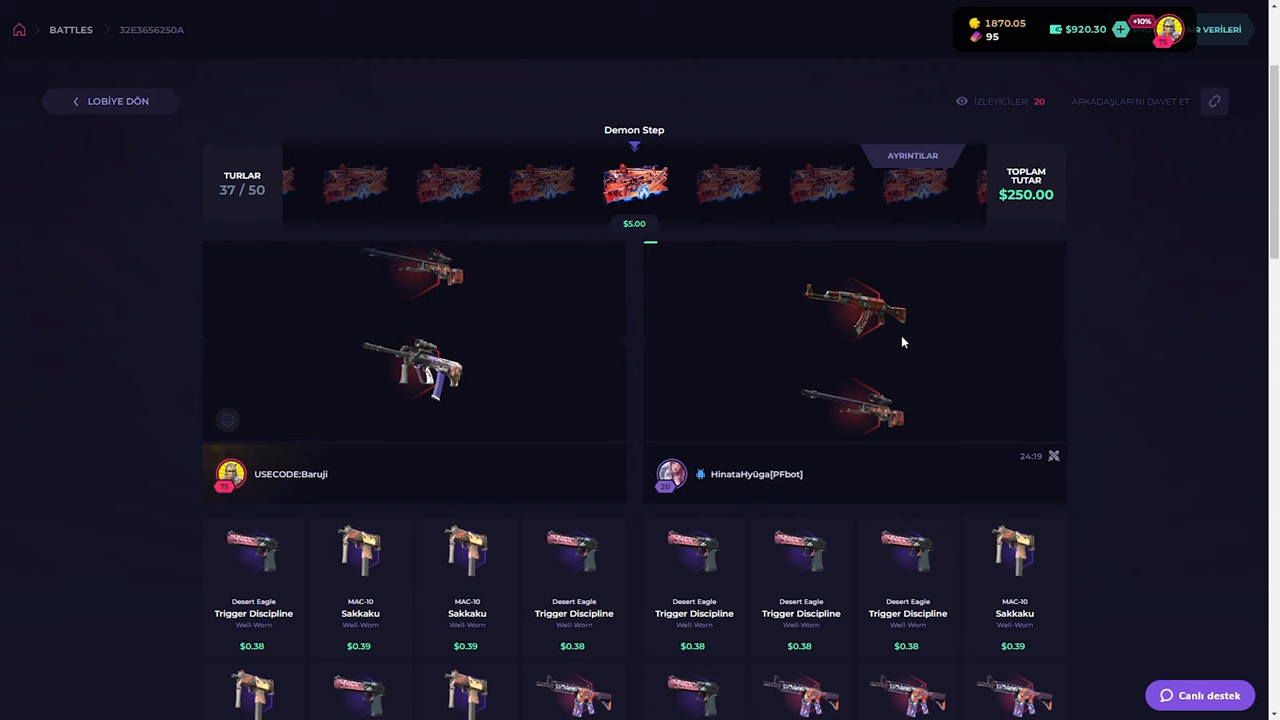 BATTLES
32E3656250A
1870.05
95
$920.30
+10%
75
AİR VERİLERİ
LOBİYE DÖN
İZLEYİCİLER: 20
ARKADAŞLARINI DAVET ET
Demon Step
AYRINTILAR
TURLAR
37 / 50
TOPLAM
TUTAR
$250.00
$5.00
75
USECODE:Baruji
20
HinataHyūga[PFbot]
24:19
Desert Eagle
Trigger Discipline
Well-Worn
$0.38
MAC-10
Sakkaku
Well-Worn
$0.39
MAC-10
Sakkaku
Well-Worn
$0.39
Desert Eagle
Trigger Discipline
Well-Worn
$0.38
Desert Eagle
Trigger Discipline
Well-Worn
$0.38
Desert Eagle
Trigger Discipline
Well-Worn
$0.38
Desert Eagle
Trigger Discipline
Well-Worn
$0.38
MAC-10
Sakkaku
Well-Worn
$0.39
Canlı destek